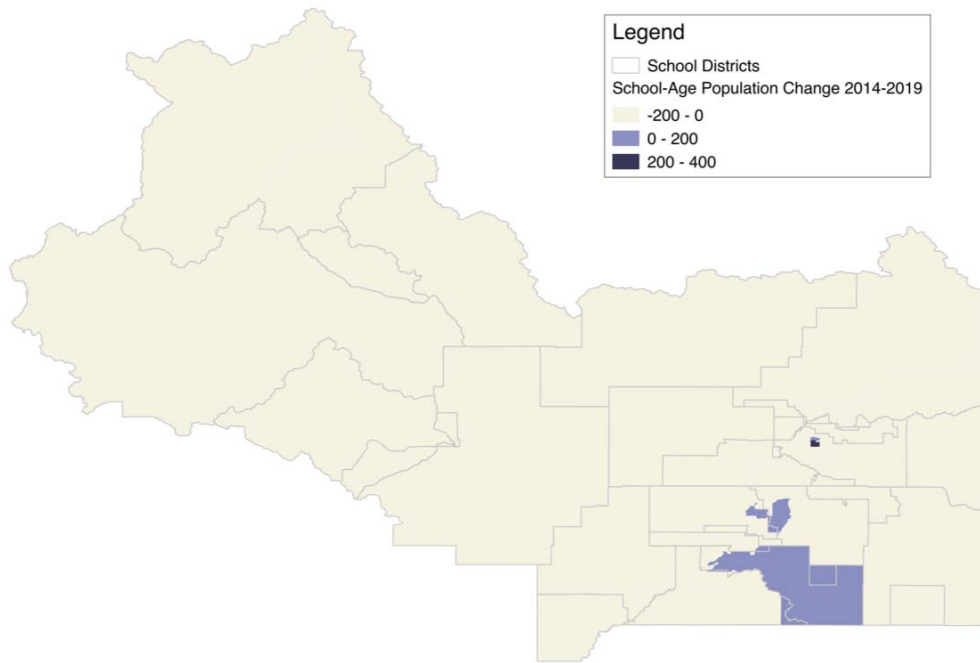 Legend
School Districts
School-Age Population Change 2014-2019
-200 - 0
0 - 200
200 - 400